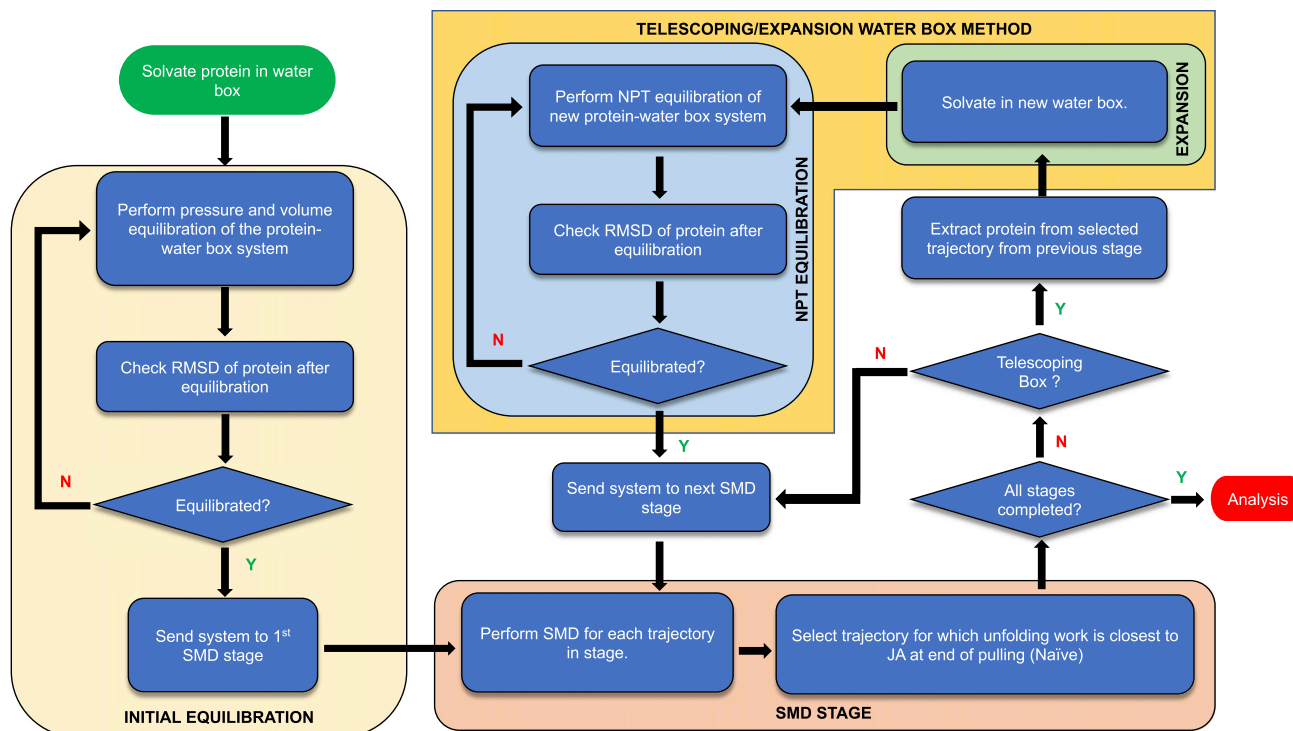 Solvate protein in water
box
Perform pressure and volume
equilibration of the protein-
water box system
Check RMSD of protein after
equilibration
N
Equilibrated?
Y
Send system to 1st
SMD stage
INITIAL EQUILIBRATION
TELESCOPING/EXPANSION WATER BOX METHOD
Perform NPT equilibration of
new protein-water box system
Check RMSD of protein after
equilibration
N
Equilibrated?
NPT EQUILIBRATION
Y
Solvate in new water box.
EXPANSION
Extract protein from selected
trajectory from previous stage
Y
N
Telescoping
Box ?
N
All stages
completed?
Y
Analysis
Send system to next SMD
stage
Perform SMD for each trajectory
in stage.
Select trajectory for which unfolding work is closest to
JA at end of pulling (Naïve)
SMD STAGE